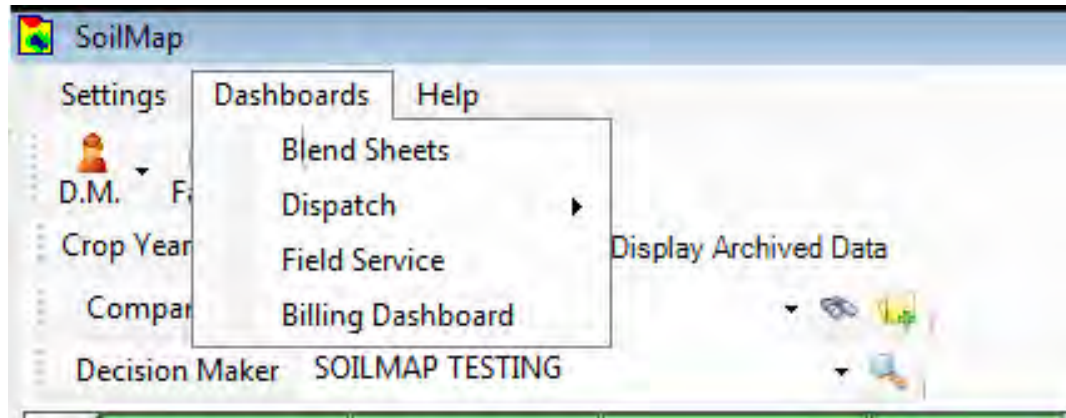 SoilMap
Settings Dashboards Help
Blend Sheets
D.M.
Dispatch
Crop Year
Display Archived Data
Field Service
Billing Dashboard
Decision Maker SOILMAP TESTING